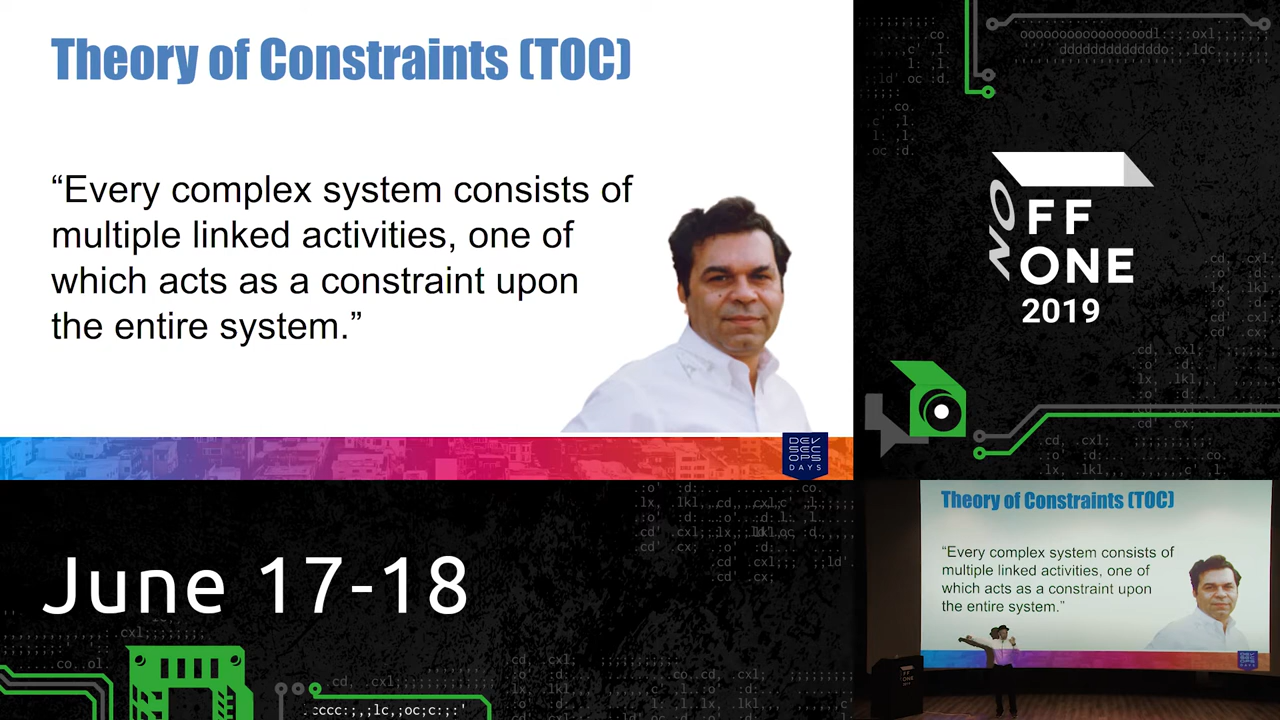 Theory of Constraints (TOC)
“Every complex system consists of
multiple linked activities, one of
which acts as a constraint upon
the entire system.”
DEV
SEC
OPS
DAYS
NO
OFF
ONE
2019
June 17-18
Theory of Constraints (TOC)
“Every complex system consists of
multiple linked activities, one of
which acts as a constraint upon
the entire system.”